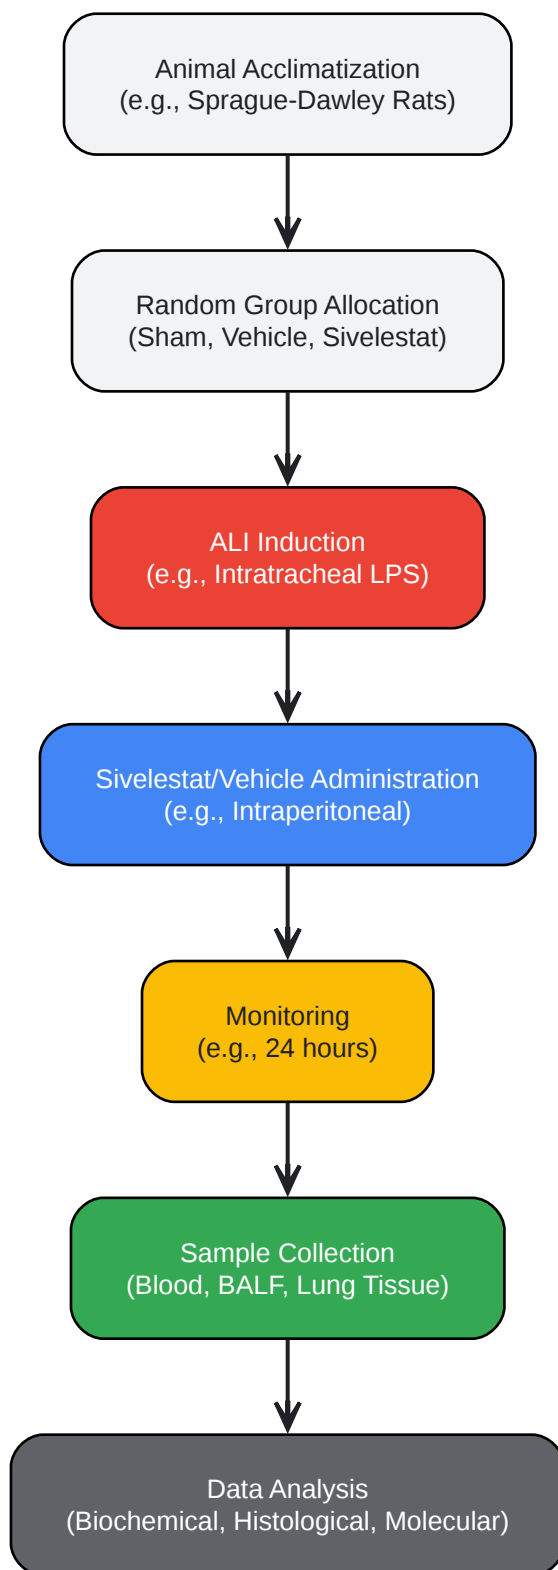 Animal Acclimatization
(e.g., Sprague-Dawley Rats)
Random Group Allocation
(Sham, Vehicle, Sivelestat)
ALI Induction
(e.g., Intratracheal LPS)
Sivelestat/Vehicle Administration
(e.g., Intraperitoneal)
Monitoring
(e.g., 24 hours)
Sample Collection
(Blood, BALF, Lung Tissue)
Data Analysis
(Biochemical, Histological, Molecular)